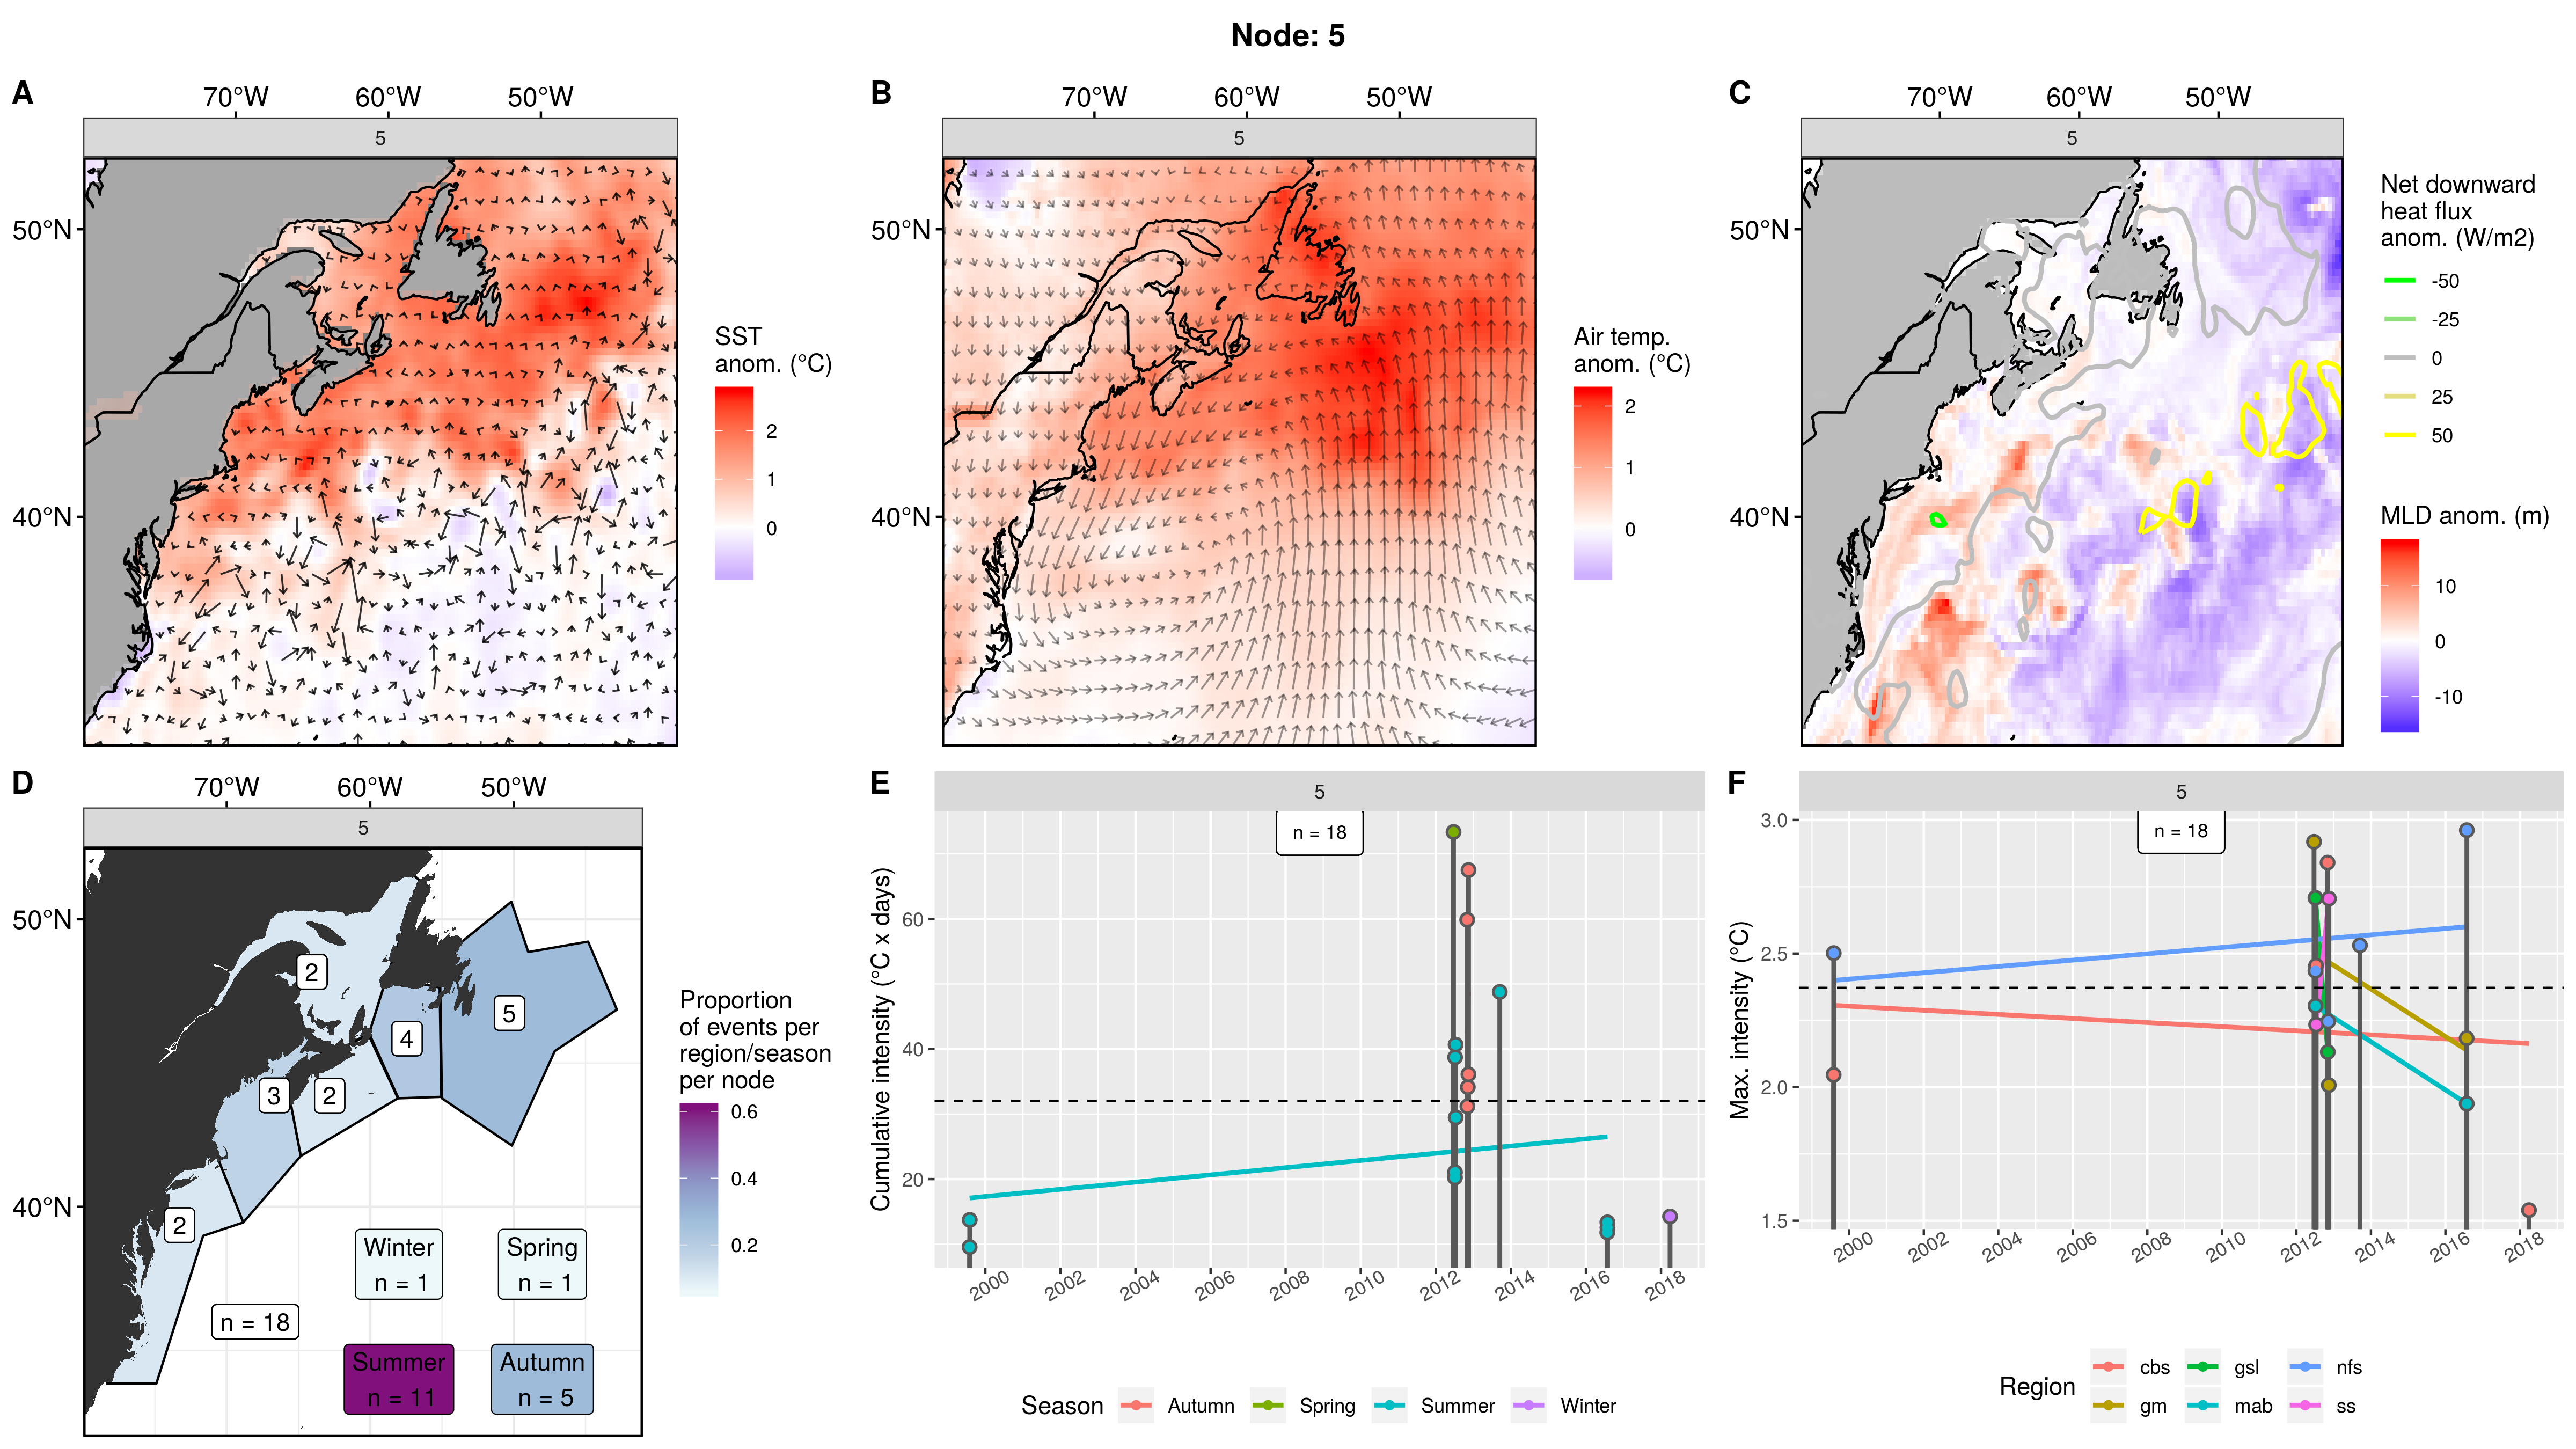 Node: 5
A
70°W 60°W 50°W
5
50°N
40°N
SST
anom. (°C)
2
1
0
B
70°W 60°W 50°W
5
50°N
40°N
Air temp.
anom. (°C)
2
1
0
C
70°W 60°W 50°W
5
50°N
40°N
Net downward
heat flux
anom. (W/m2)
-50
-25
0
25
50
MLD anom. (m)
10
0
-10
D
70°W 60°W 50°W
5
50°N
40°N
2
5
4
3
2
2
Winter
n = 1
Spring
n = 1
n = 18
Summer
n = 11
Autumn
n = 5
Proportion
of events per
region/season
per node
0.6
0.4
0.2
E
5
n = 18
Cumulative intensity (°C x days)
60
40
20
2000 2002 2004 2006 2008 2010 2012 2014 2016 2018
Season Autumn Spring Summer Winter
F
5
n = 18
Max. intensity (°C)
3.0
2.5
2.0
1.5
2000 2002 2004 2006 2008 2010 2012 2014 2016 2018
Region
cbs gsl nfs
gm mab ss